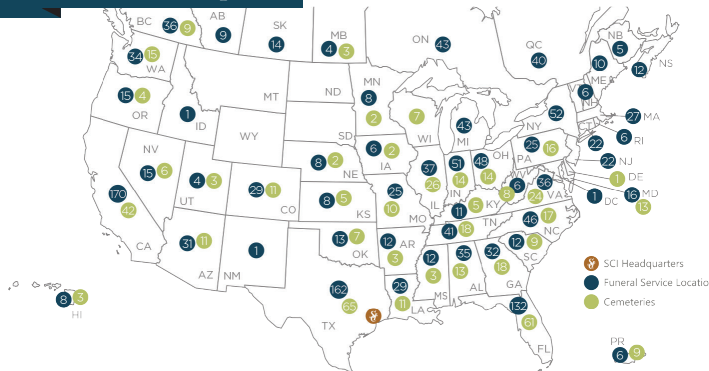 BC 36 9
AB
9
SK
14
MB
4 3
ON 43
QC
40
NB
5
NS
12
ME
10
34 15
WA
15 4
OR
1
ID
MT
ND
MN
8
2
7
WI
43
MI
6
NH
52
NY
27 MA
CT
6
RI
22
22 NJ
NV
15 6
WY
SD
8 2
NE
6 2
IA
37
26
IL
51
14
IN
48 OH
14
25 PA
16
1 DE
16 MD
13
1 DC
170
42
CA
4 3
UT
29 11
CO
8 5
KS
25
10
MO
11 5 KY
6
8
36
24 VA
31 11
AZ
1
NM
13 7
OK
12 AR
3
41 18 TN
46 17
NC
12 9
SC
162
65
TX
29
11
LA
12
3
MS
35
13
AL
32
18
GA
132
61
FL
8 3
HI
PR
6 9
SCI Headquarters
Funeral Service Locatio
Cemeteries